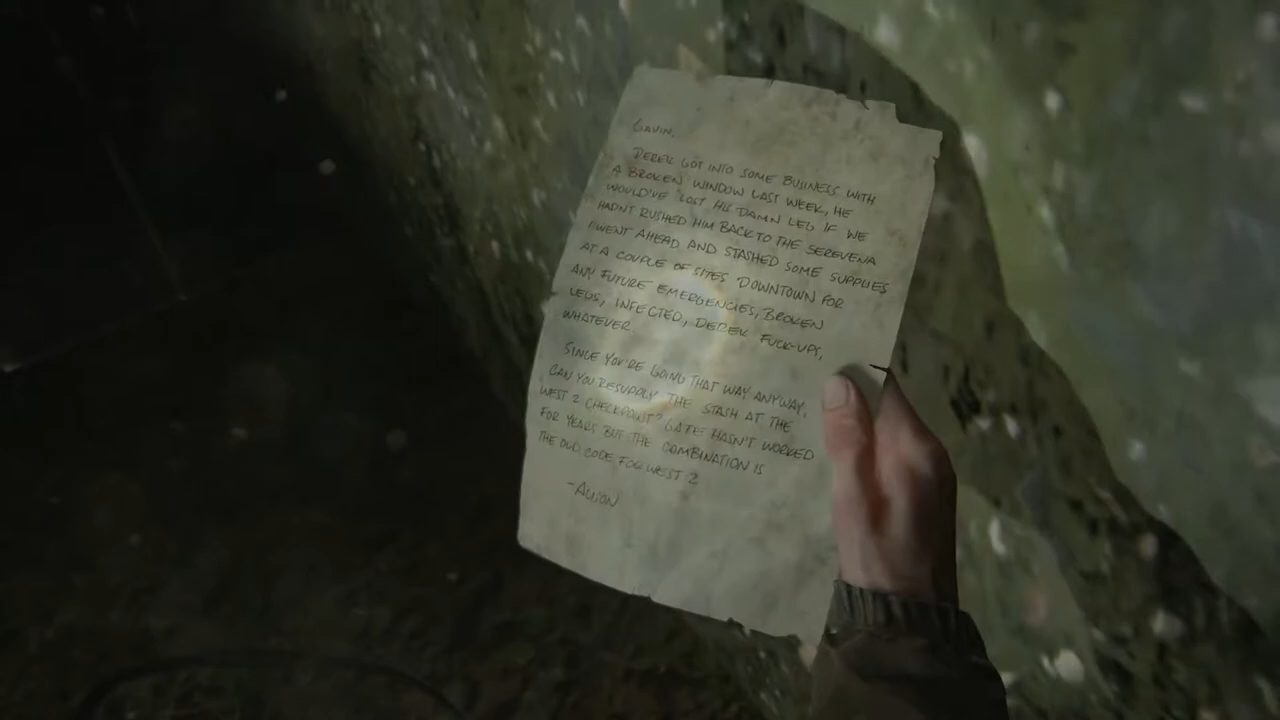 GAVIN,
DEREK GOT INTO SOME BUSINESS WITH
A BROKEN WINDOW LAST WEEK, HE
WOULD'VE LOST HIS DAMN LEG IF WE
HADN'T RUSHED HIM BACK TO THE SEREVENA
I WENT AHEAD AND STASHED SOME SUPPLIES
AT A COUPLE OF SITES DOWNTOWN FOR
ANY FUTURE EMERGENCIES, BROKEN
LEGS, INFECTED, DEREK FUCK-UPS,
WHATEVER.
SINCE YOU'RE GOING THAT WAY ANYWAY,
CAN YOU RESUPPLY THE STASH AT THE
WEST 2 CHECKPOINT? GATE HASN'T WORKED
FOR YEARS BUT THE COMBINATION IS
THE OLD CODE FOR WEST 2
-ALISON